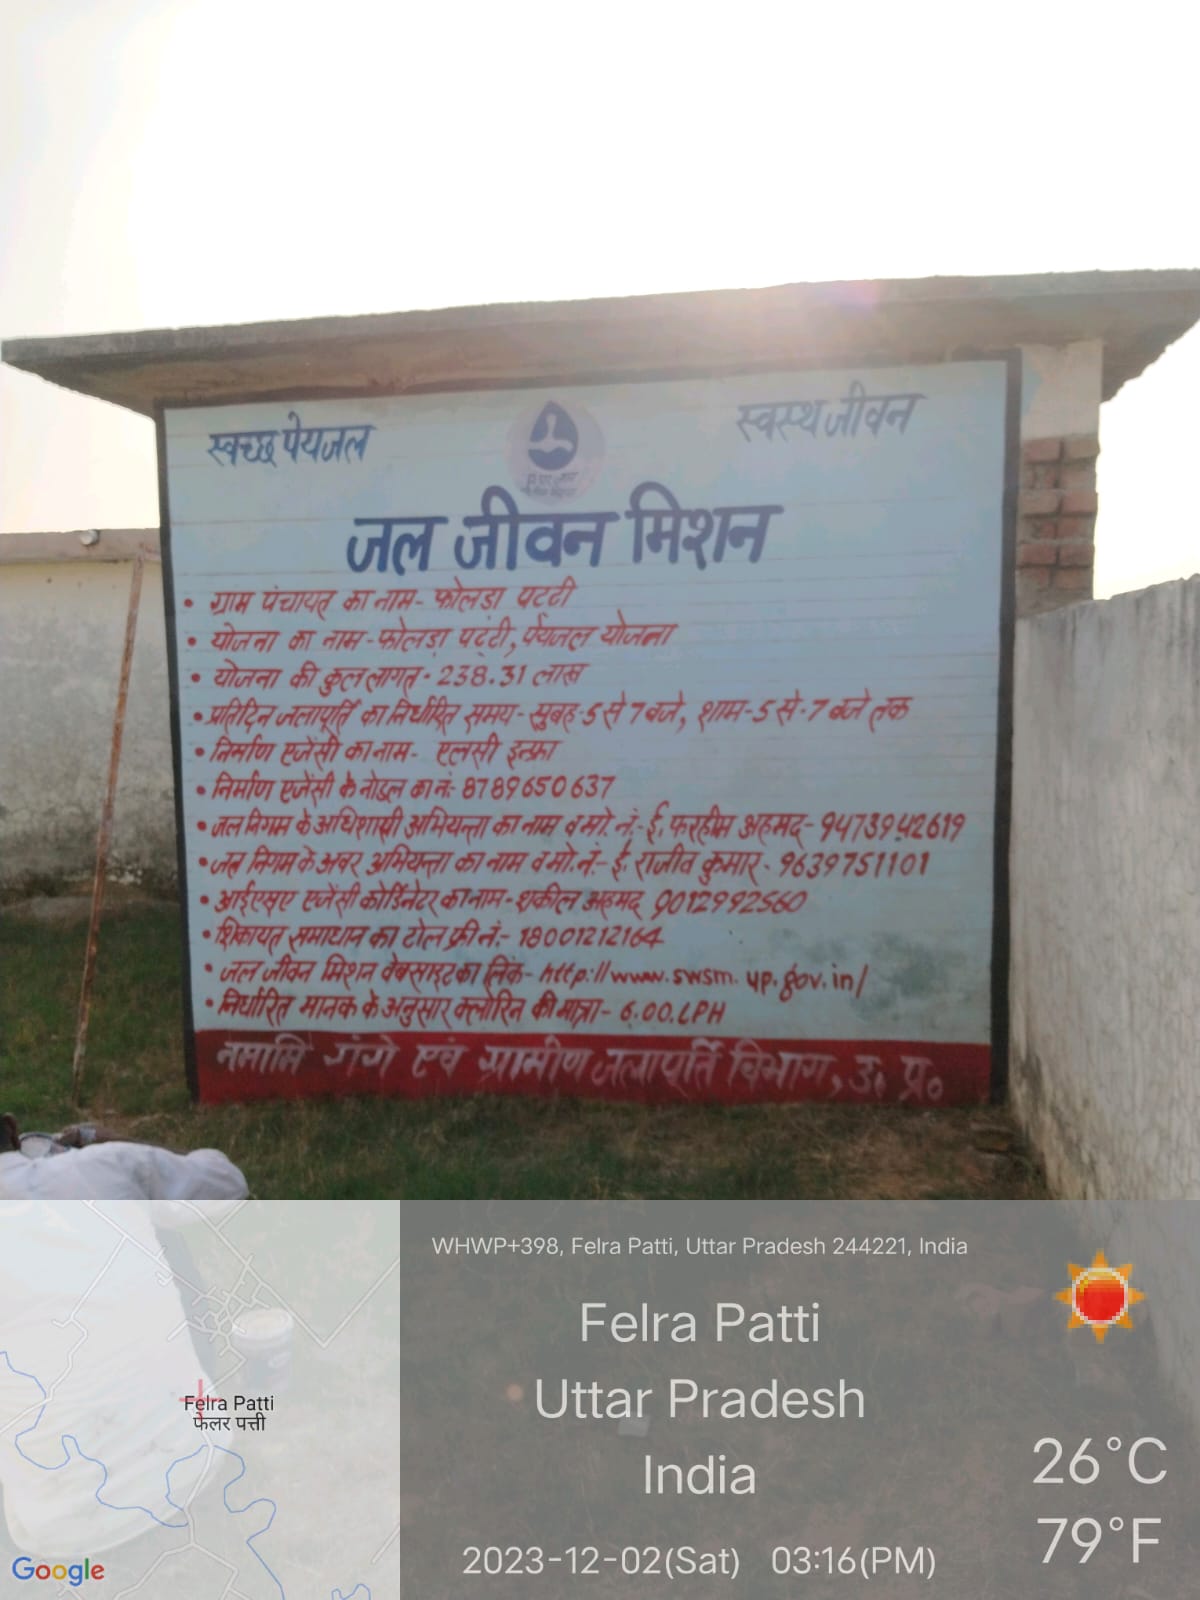 स्वच्छ पेयजल
स्वस्थ जीवन
जल जीवन मिशन
• ग्राम पंचायत का नाम- फोलड़ा पट्टी
• योजना का नाम- फोलड़ा पट्टी, पेयजल योजना
• योजना की कुल लागत- 238.31 लाख
• प्रतिदिन जलापूर्ति का निर्धारित समय- सुबह-5 से 7 बजे, शाम-5 से-7 बजे तक
• निर्माण एजेंसी का नाम- एलसी इन्फ्रा
• निर्माण एजेंसी के नोडल का नं:- 8789650637
• जल निगम के अधिशासी अभियन्ता का नाम व मो. नं:- ई. फरहीम अहमद- 9473942619
• जल निगम के अवर अभियन्ता का नाम व मो.नं:- ई. राजीव कुमार- 9639751101
• आईएसए एजेंसी कोर्डिनेटर का नाम- शकील अहमद 9012992560
• शिकायत समाधान का टोल फ्री नं:- 18001212164
• जल जीवन मिशन वेबसाइट का लिंक- http://www.swsm.up.gov.in/
• निर्धारित मानक के अनुसार क्लोरिन की मात्रा- 6.00.LPH
नमामि गंगे एवं ग्रामीण जलापूर्ति विभाग, उ. प्र०
WHWP+398, Felra Patti, Uttar Pradesh 244221, India
Felra Patti
Uttar Pradesh
India
2023-12-02(Sat) 03:16(PM)
26°C
79°F
Felra Patti
फेलर पत्ती
Google